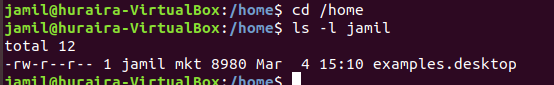 jamil@huraira-VirtualBox:/home$ cd /home
jamil@huraira-VirtualBox:/home$ ls -l jamil
total 12
-rw-r--r-- 1 jamil mkt 8980 Mar  4 15:10 examples.desktop
jamil@huraira-VirtualBox:/home$